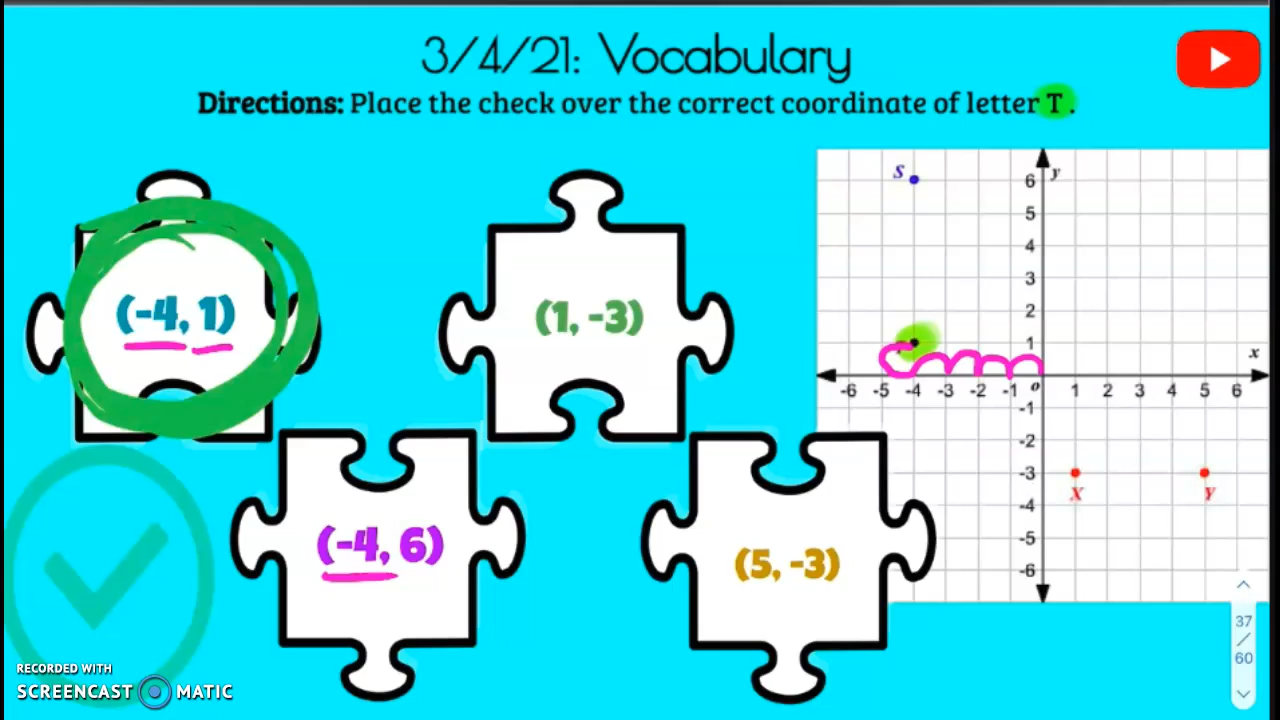 3/4/21: Vocabulary
Directions: Place the check over the correct coordinate of letter T .
(-4, 1)
(1, -3)
(-4, 6)
(5, -3)
y
S
6
5
4
3
2
1
x
-6 -5 -4 -3 -2 -1 o 1 2 3 4 5 6
-1
-2
-3
-4
-5
-6
X
Y
37
/
60
RECORDED WITH
SCREENCAST MATIC